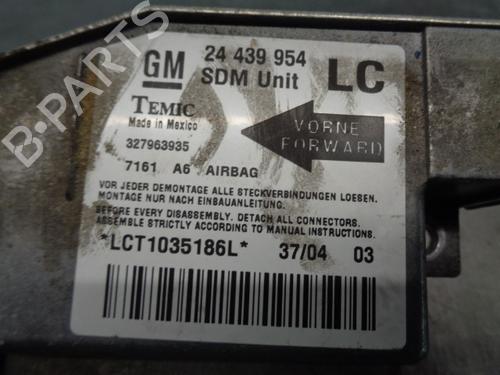 GM 24 439 954 LC
SDM Unit
TEMIC
Made in Mexico
VORNE
FORWARD
327963935
7161 A6 AIRBAG
VOR JEDER DEMONTAGE ALLE STECKVERBINDUNGEN LOESEN.
MONTAGE NUR NACH EINBAUANLEITUNG.
BEFORE EVERY DISASSEMBLY, DETACH ALL CONNECTORS.
ASSEMBLE STRICTLY ACCORDING TO MANUAL INSTRUCTIONS.
*LCT1035186L* 37/04 03